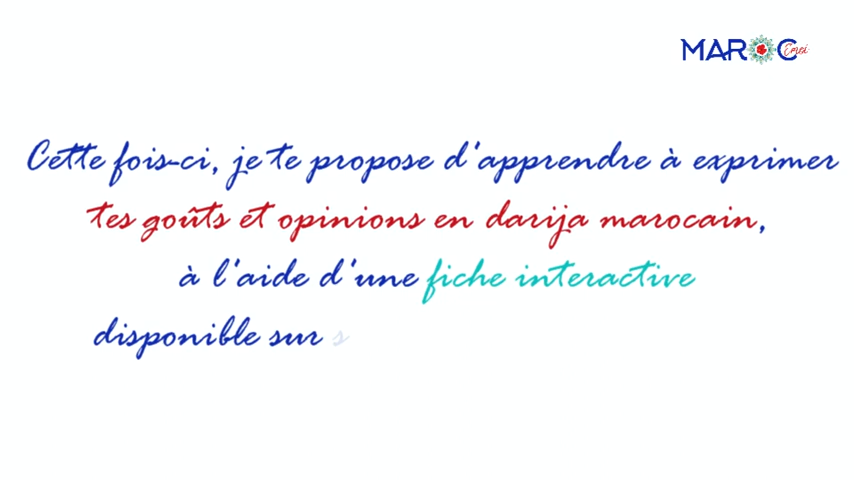 MAROC Émoi
Cette fois-ci, je te propose d'apprendre à exprimer
tes goûts et opinions en darija marocain,
à l'aide d'une fiche interactive
disponible sur s